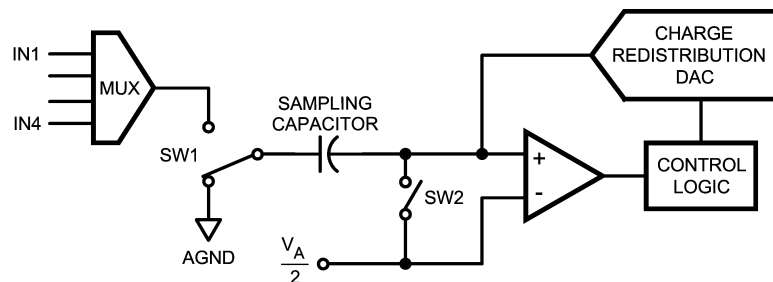 CHARGE
REDISTRIBUTION
DAC
IN1
MUX
IN4
SAMPLING
CAPACITOR
SW1
+
-
CONTROL
LOGIC
SW2
AGND
V_A
2